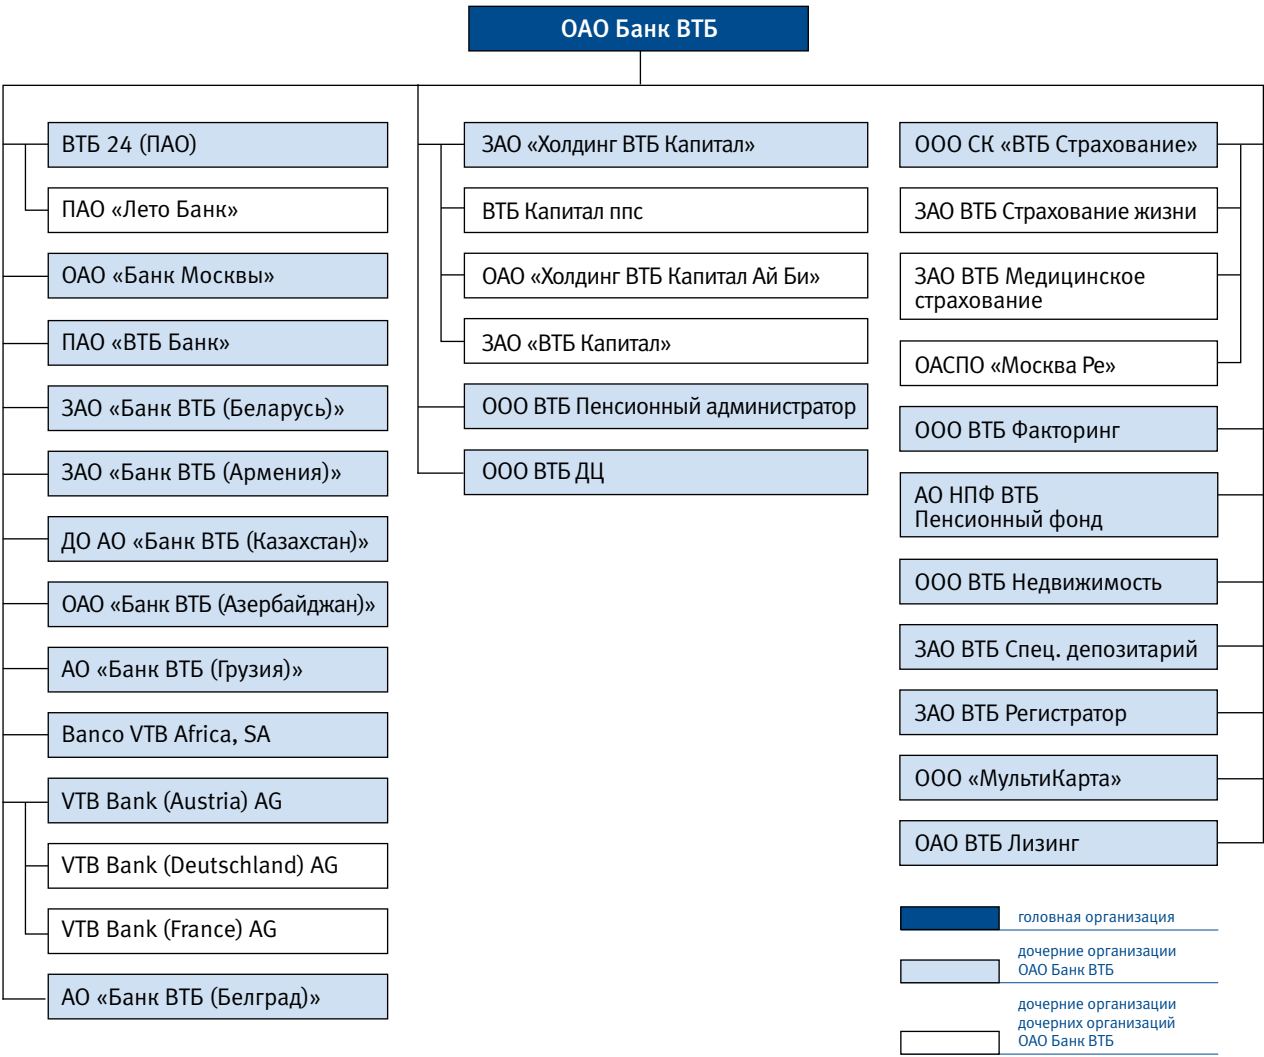 ОАО Банк ВТБ
ВТБ 24 (ПАО)
ПАО «Лето Банк»
ОАО «Банк Москвы»
ПАО «ВТБ Банк»
ЗАО «Банк ВТБ (Беларусь)»
ЗАО «Банк ВТБ (Армения)»
ДО АО «Банк ВТБ (Казахстан)»
ОАО «Банк ВТБ (Азербайджан)»
АО «Банк ВТБ (Грузия)»
Banco VTB Africa, SA
VTB Bank (Austria) AG
VTB Bank (Deutschland) AG
VTB Bank (France) AG
АО «Банк ВТБ (Белград)»
ЗАО «Холдинг ВТБ Капитал»
ВТБ Капитал ппс
ОАО «Холдинг ВТБ Капитал Ай Би»
ЗАО «ВТБ Капитал»
ООО ВТБ Пенсионный администратор
ООО ВТБ ДЦ
ООО СК «ВТБ Страхование»
ЗАО ВТБ Страхование жизни
ЗАО ВТБ Медицинское
страхование
ОАСПО «Москва Ре»
ООО ВТБ Факторинг
АО НПФ ВТБ
Пенсионный фонд
ООО ВТБ Недвижимость
ЗАО ВТБ Спец. депозитарий
ЗАО ВТБ Регистратор
ООО «МультиКарта»
ОАО ВТБ Лизинг
головная организация
дочерние организации
ОАО Банк ВТБ
дочерние организации
дочерних организаций
ОАО Банк ВТБ